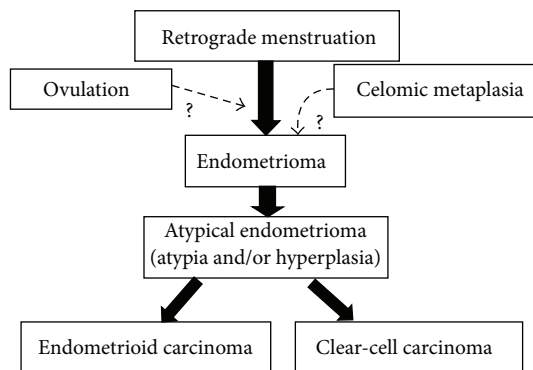 Retrograde menstruation
Ovulation
Celomic metaplasia
?
?
Endometrioma
Atypical endometrioma
(atypia and/or hyperplasia)
Endometrioid carcinoma
Clear-cell carcinoma